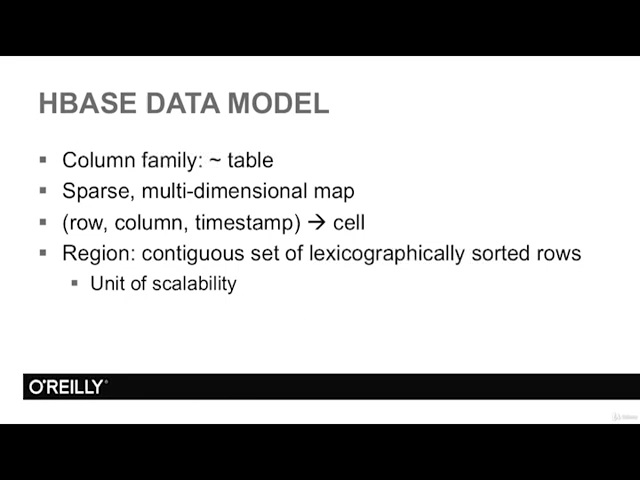 HBASE DATA MODEL
▪ Column family: ~ table
▪ Sparse, multi-dimensional map
▪ (row, column, timestamp) → cell
▪ Region: contiguous set of lexicographically sorted rows
▪ Unit of scalability
O'REILLY®